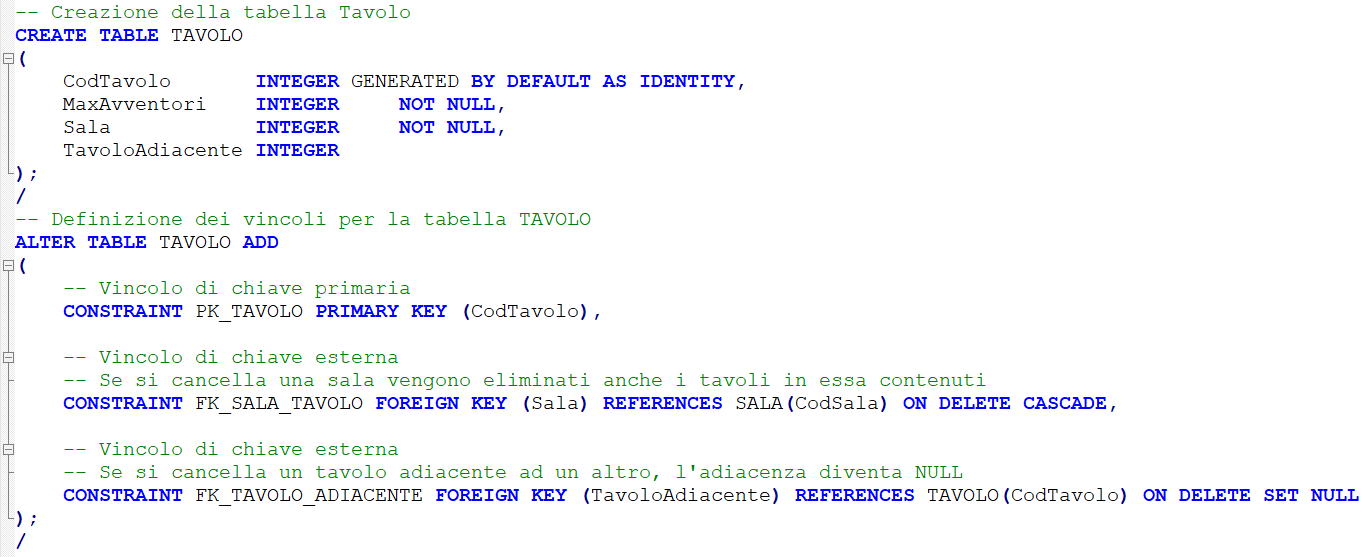 -- Creazione della tabella Tavolo
CREATE TABLE TAVOLO
(
    CodTavolo       INTEGER GENERATED BY DEFAULT AS IDENTITY,
    MaxAvventori    INTEGER     NOT NULL,
    Sala            INTEGER     NOT NULL,
    TavoloAdiacente INTEGER
);
/
-- Definizione dei vincoli per la tabella TAVOLO
ALTER TABLE TAVOLO ADD
(
    -- Vincolo di chiave primaria
    CONSTRAINT PK_TAVOLO PRIMARY KEY (CodTavolo),

    -- Vincolo di chiave esterna
    -- Se si cancella una sala vengono eliminati anche i tavoli in essa contenuti
    CONSTRAINT FK_SALA_TAVOLO FOREIGN KEY (Sala) REFERENCES SALA(CodSala) ON DELETE CASCADE,

    -- Vincolo di chiave esterna
    -- Se si cancella un tavolo adiacente ad un altro, l'adiacenza diventa NULL
    CONSTRAINT FK_TAVOLO_ADIACENTE FOREIGN KEY (TavoloAdiacente) REFERENCES TAVOLO(CodTavolo) ON DELETE SET NULL
);
/